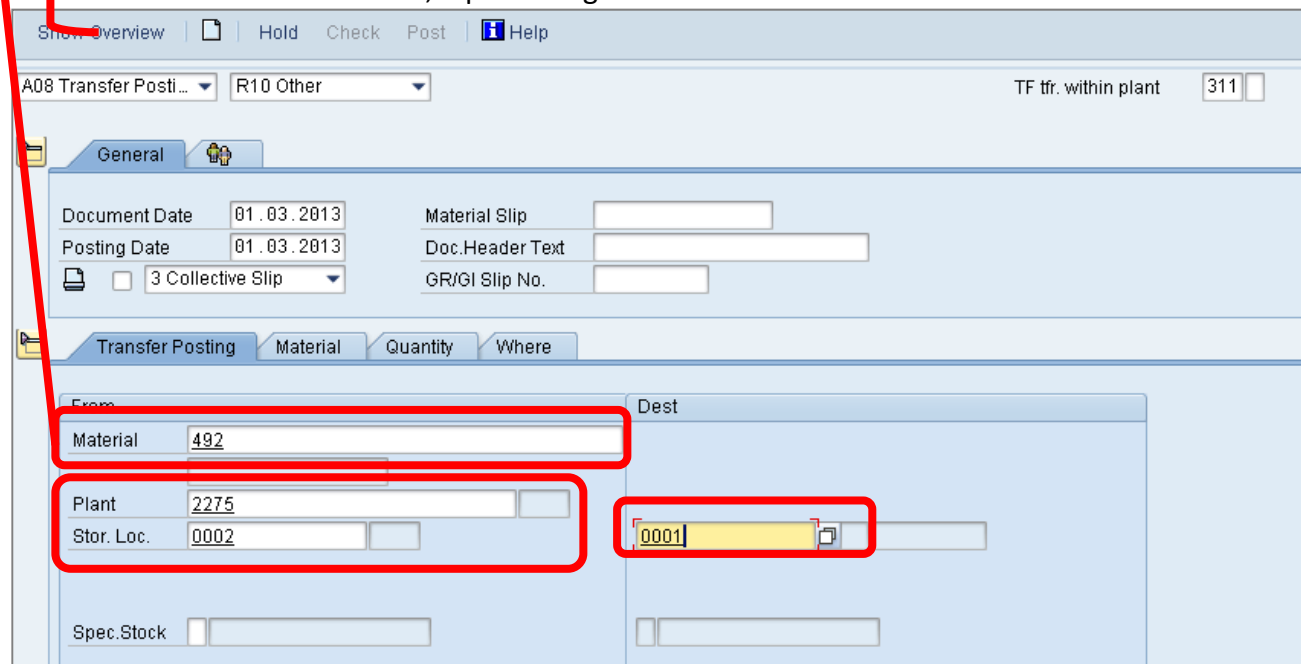 Show Overview Hold Check Post Help
A08 Transfer Posti... R10 Other TF tfr. within plant 311
General
Document Date 01.03.2013 Material Slip
Posting Date 01.03.2013 Doc.Header Text
3 Collective Slip GR/GI Slip No.
Transfer Posting Material Quantity Where
From Dest
Material 492
Plant 2275
Stor. Loc. 0002 0001
Spec.Stock